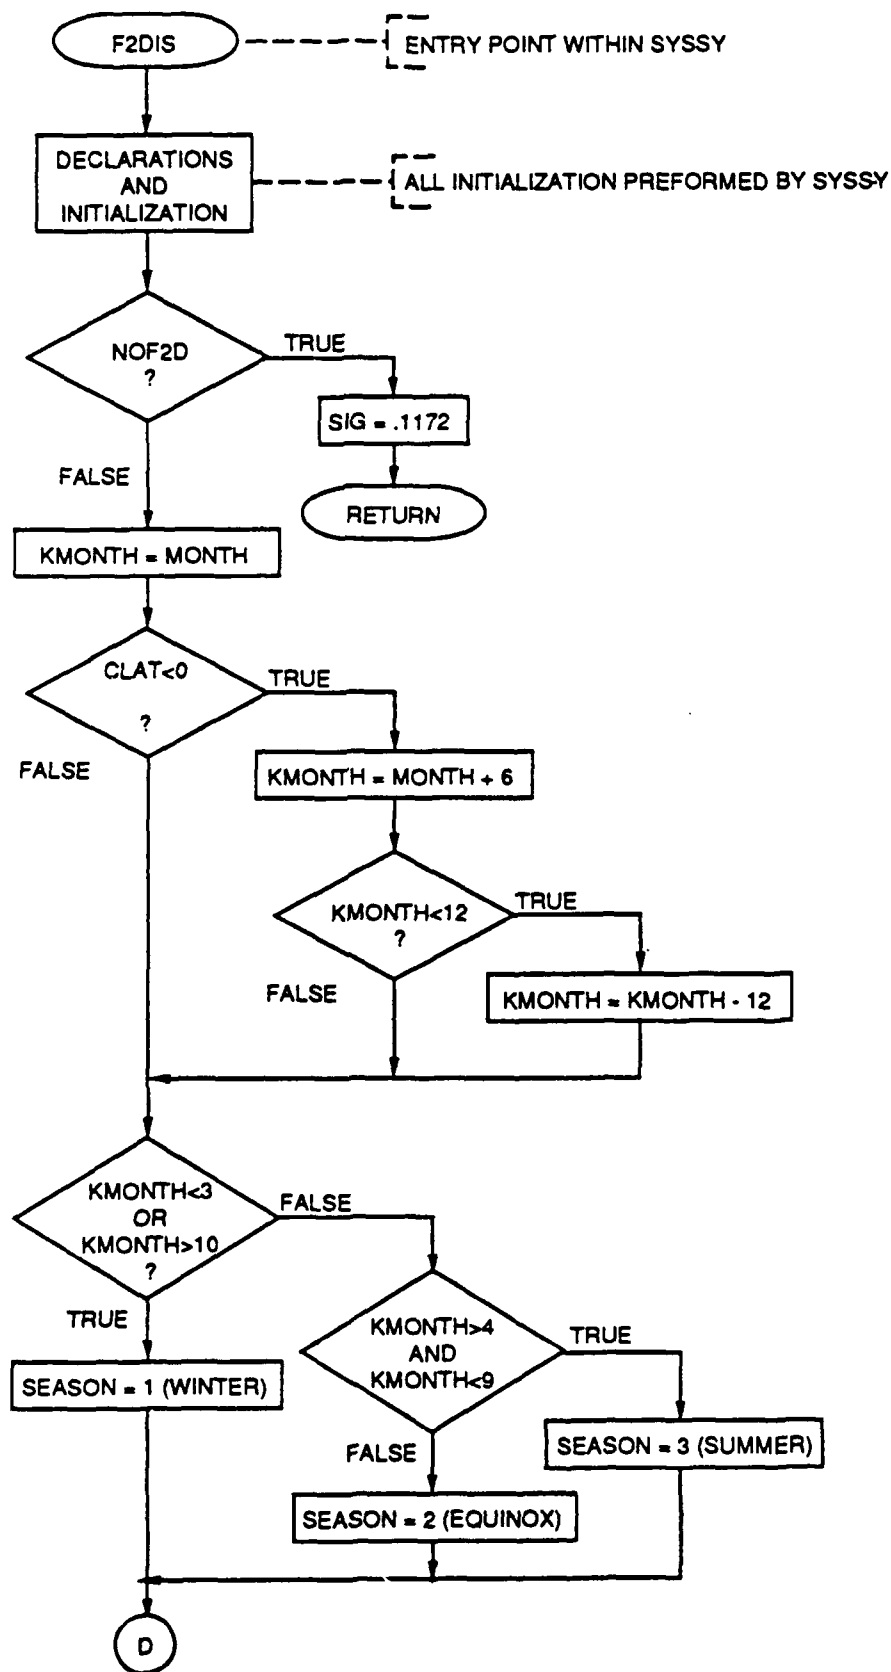 F2DIS
ENTRY POINT WITHIN SYSSY
DECLARATIONS
AND
INITIALIZATION
ALL INITIALIZATION PREFORMED BY SYSSY
NOF2D
?
TRUE
SIG = .1172
RETURN
FALSE
KMONTH = MONTH
CLAT<0
?
TRUE
FALSE
KMONTH = MONTH + 6
KMONTH<12
?
TRUE
FALSE
KMONTH = KMONTH - 12
KMONTH<3
OR
KMONTH>10
?
FALSE
TRUE
KMONTH>4
AND
KMONTH<9
TRUE
SEASON = 1 (WINTER)
FALSE
SEASON = 3 (SUMMER)
SEASON = 2 (EQUINOX)
D